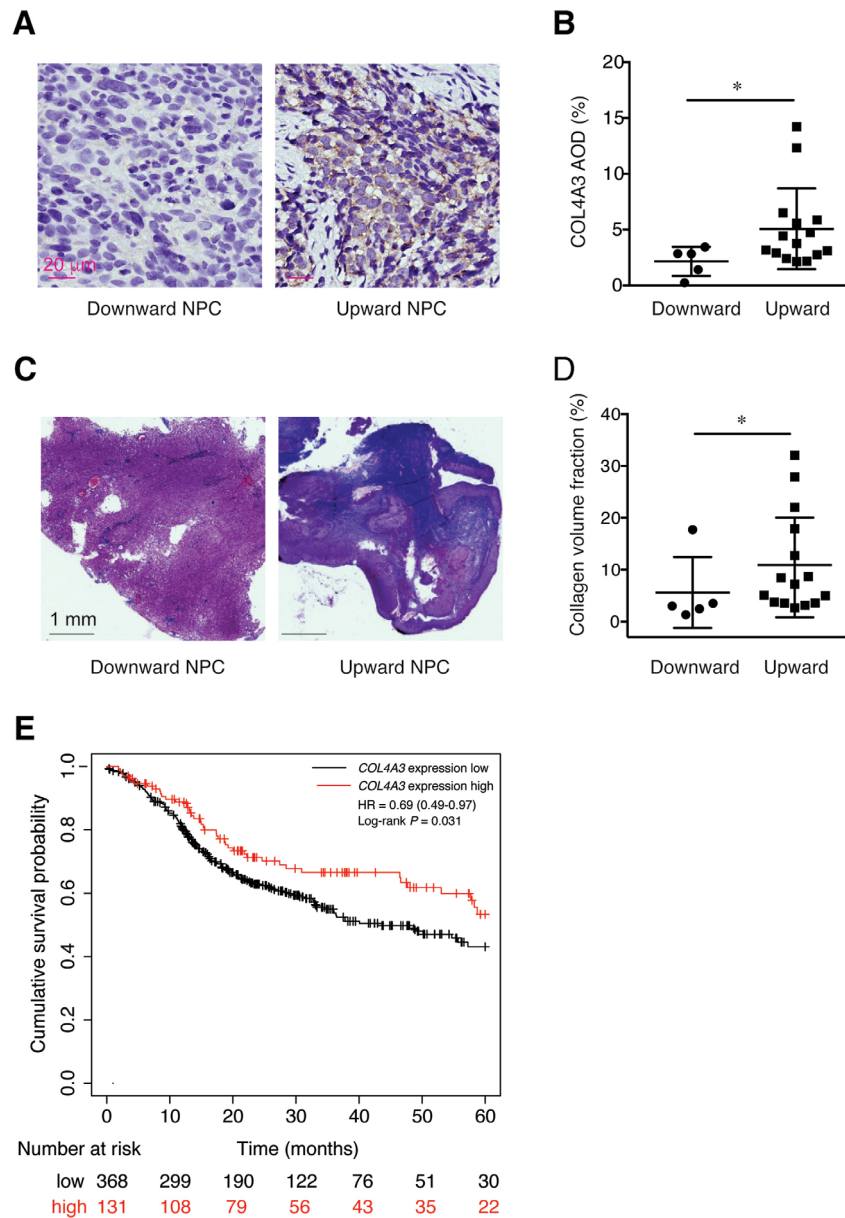 A
20 μm
Downward NPC
Upward NPC
B
COL4A3 AOD (%)
20
15
10
5
0
*
Downward
Upward
C
1 mm
Downward NPC
Upward NPC
D
Collagen volume fraction (%)
40
30
20
10
0
*
Downward
Upward
E
Cumulative survival probability
1.0
0.8
0.6
0.4
0.2
0.0
COL4A3 expression low
COL4A3 expression high
HR = 0.69 (0.49-0.97)
Log-rank P = 0.031
0 10 20 30 40 50 60
Number at risk Time (months)
low 368 299 190 122 76 51 30
high 131 108 79 56 43 35 22